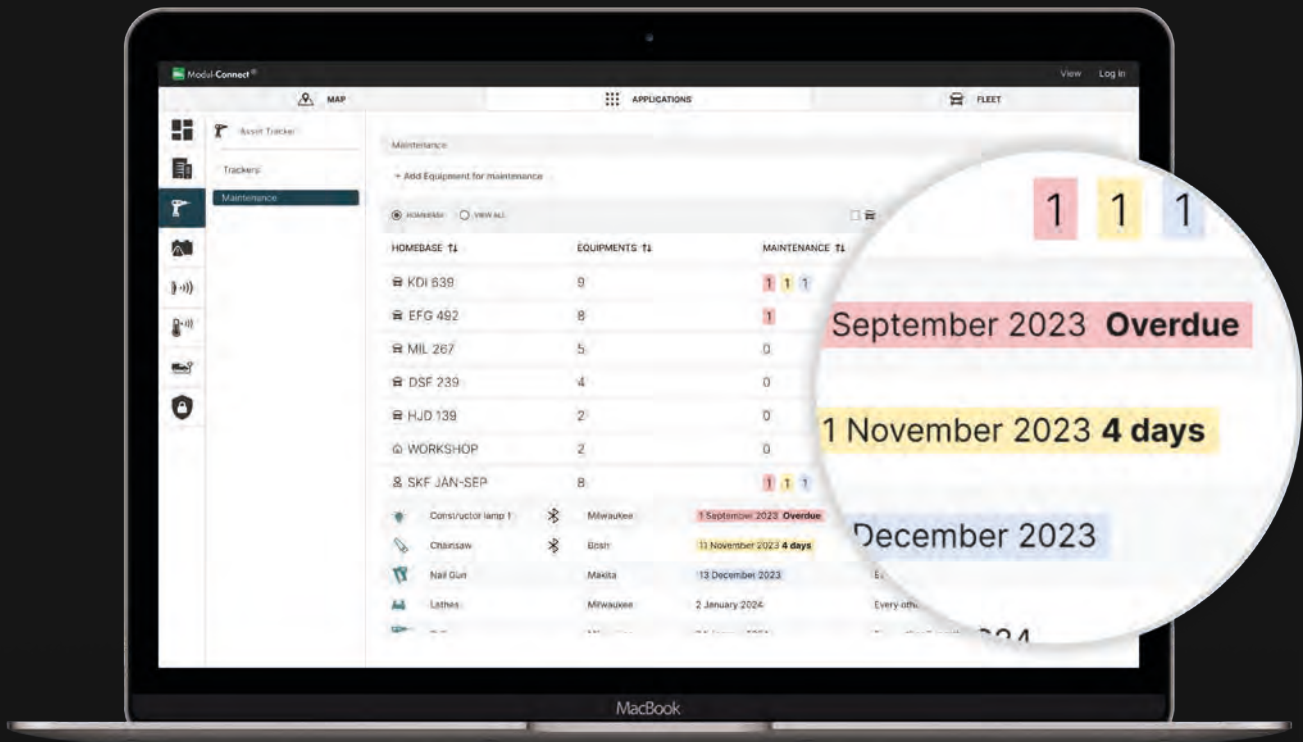 Modul-Connect®
View Log in
MAP APPLICATIONS FLEET
Asset Tracker
Trackers
Maintenance
Maintenance
+ Add Equipment for maintenance
HOMEBASE VIEW ALL
HOMEBASE EQUIPMENTS MAINTENANCE
KDI 639 9 1 1 1
EFG 492 8 1
MIL 267 5 0
DSF 239 4 0
HJD 139 2 0
WORKSHOP 2 0
SKF JAN-SEP 8 1 1 1
Constructor lamp 1 Milwaukee 1 September 2023 Overdue
Chainsaw Bosh 11 November 2023 4 days
Nail Gun Makita 13 December 2023
Lathes Milwaukee 2 January 2024 Every
1 1 1
September 2023 Overdue
1 November 2023 4 days
December 2023
MacBook